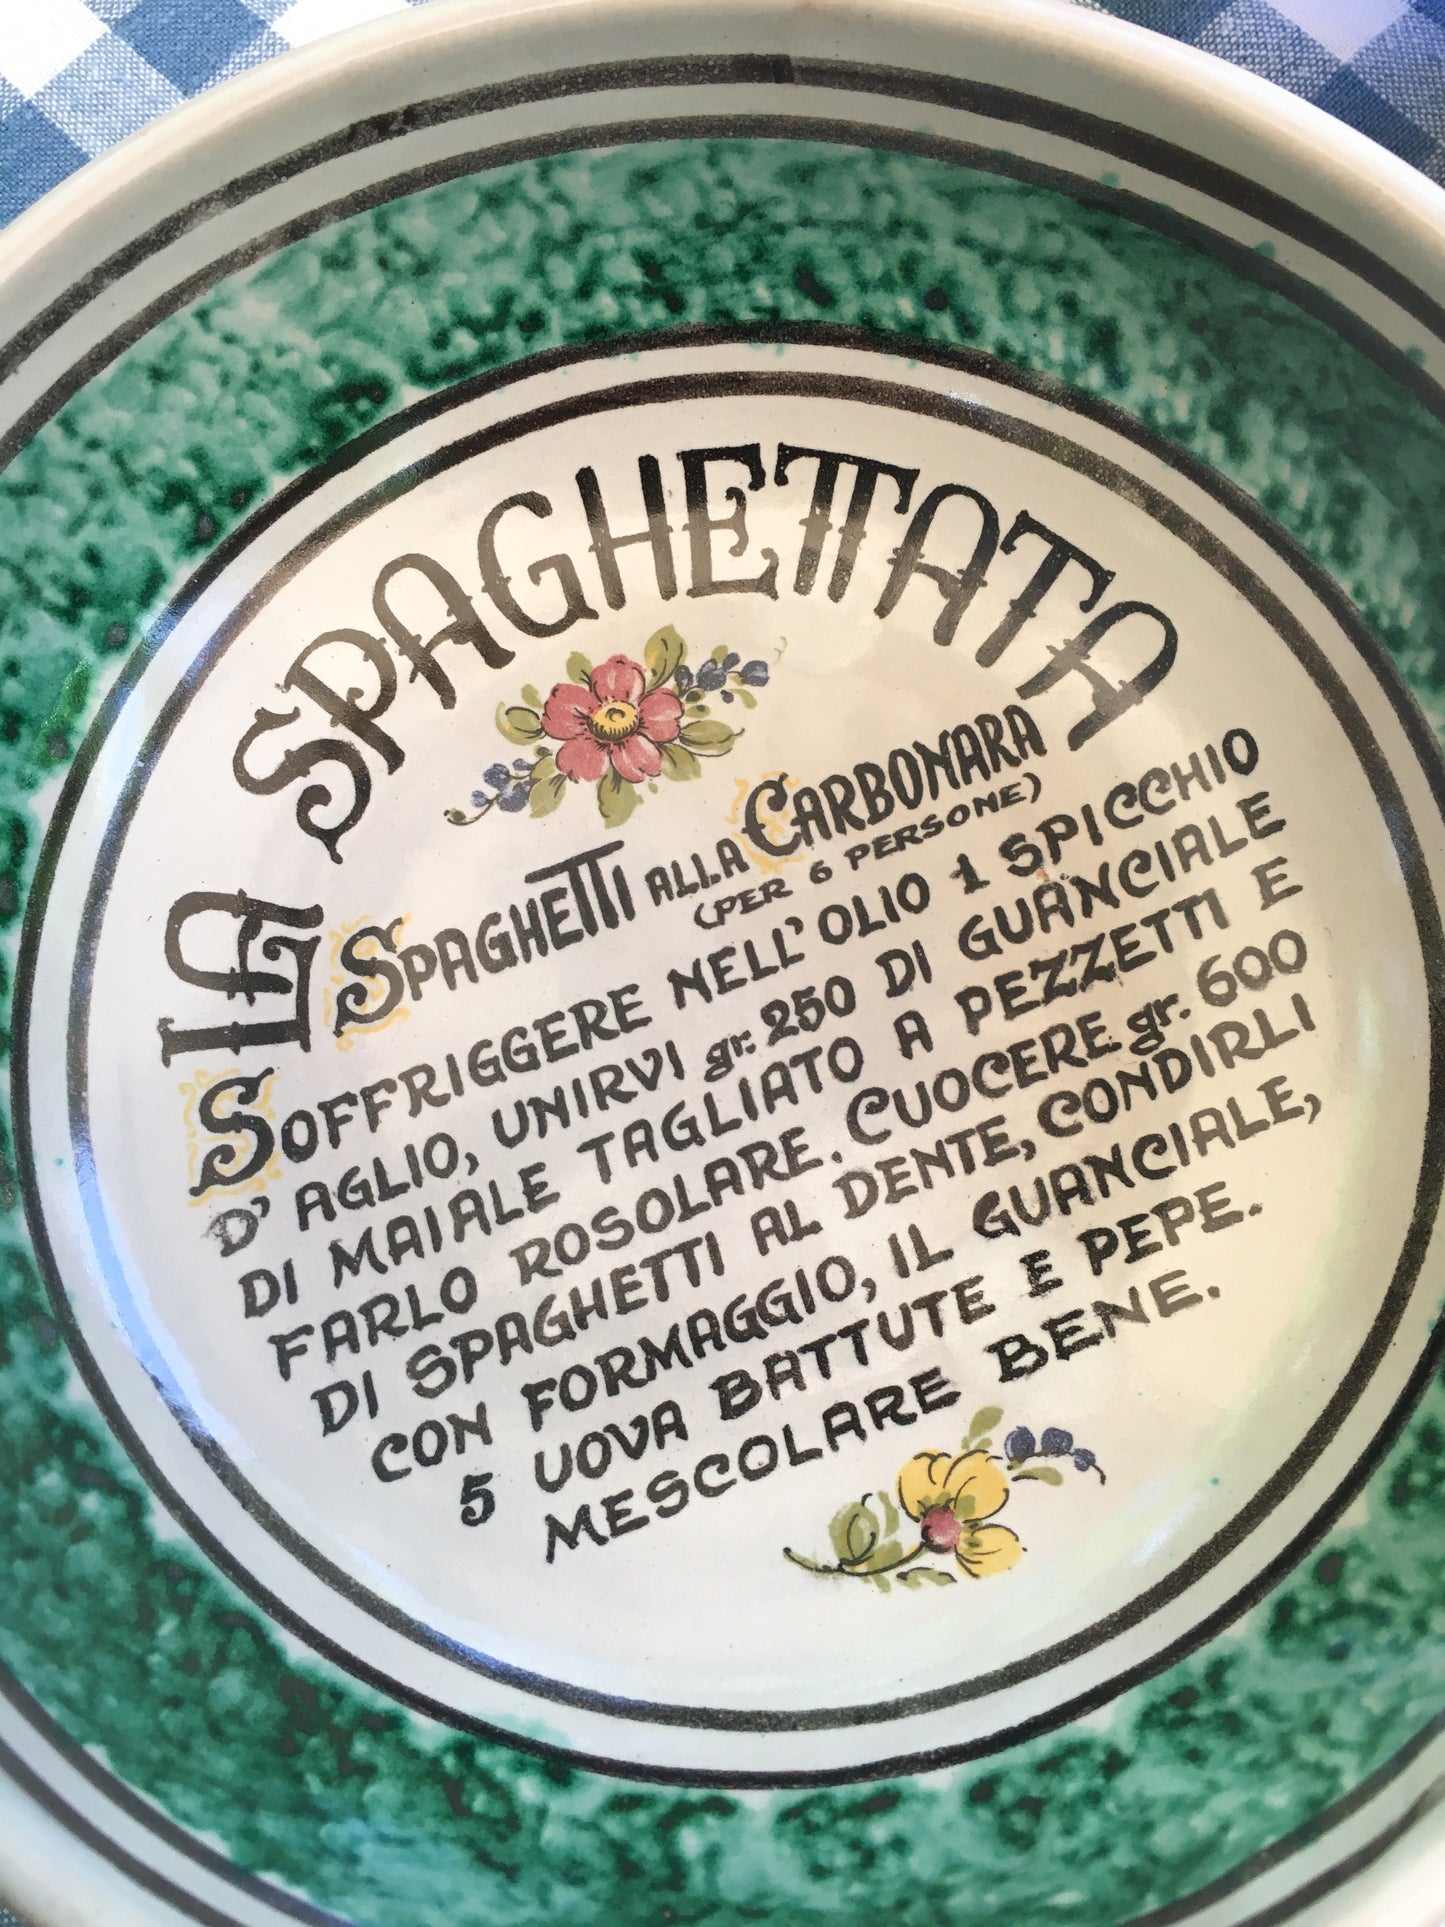 LA SPAGHETTATA
SPAGHETTI ALLA CARBONARA
(PER 6 PERSONE)
SOFFRIGGERE NELL'OLIO 1 SPICCHIO
D'AGLIO, UNIRVI gr. 250 DI GUANCIALE
DI MAIALE TAGLIATO A PEZZETTI E
FARLO ROSOLARE. CUOCERE gr. 600
DI SPAGHETTI AL DENTE, CONDIRLI
CON FORMAGGIO, IL GUANCIALE,
5 UOVA BATTUTE E PEPE.
MESCOLARE BENE.